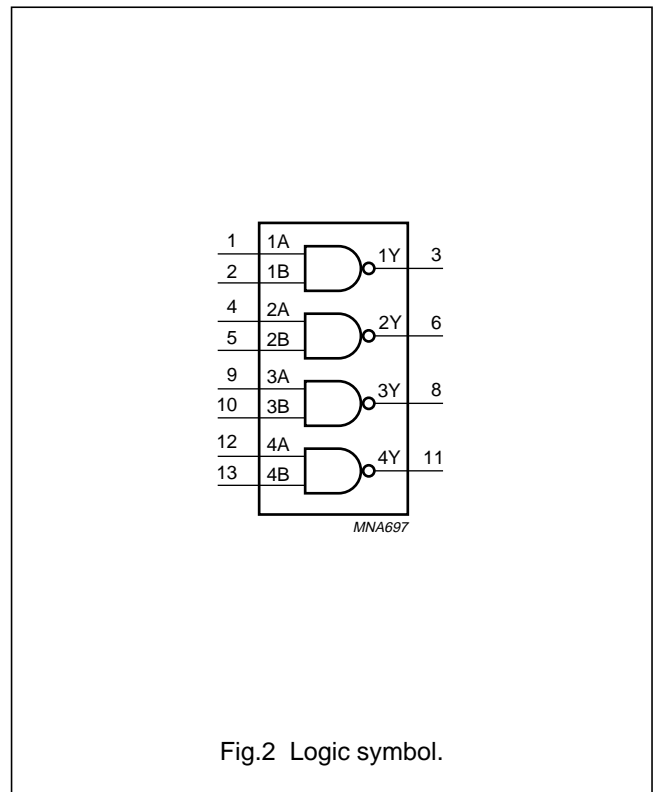 1 1A 1Y 3
2 1B
4 2A 2Y 6
5 2B
9 3A 3Y 8
10 3B
12 4A 4Y 11
13 4B
MNA697
Fig.2 Logic symbol.